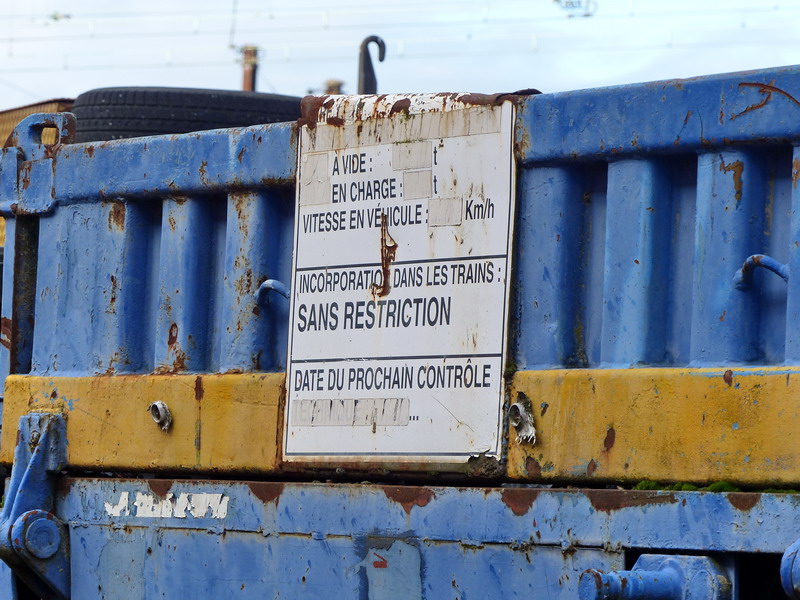 A VIDE : t
EN CHARGE : t
VITESSE EN VÉHICULE : Km/h
INCORPORATION DANS LES TRAINS :
SANS RESTRICTION
DATE DU PROCHAIN CONTRÔLE
...